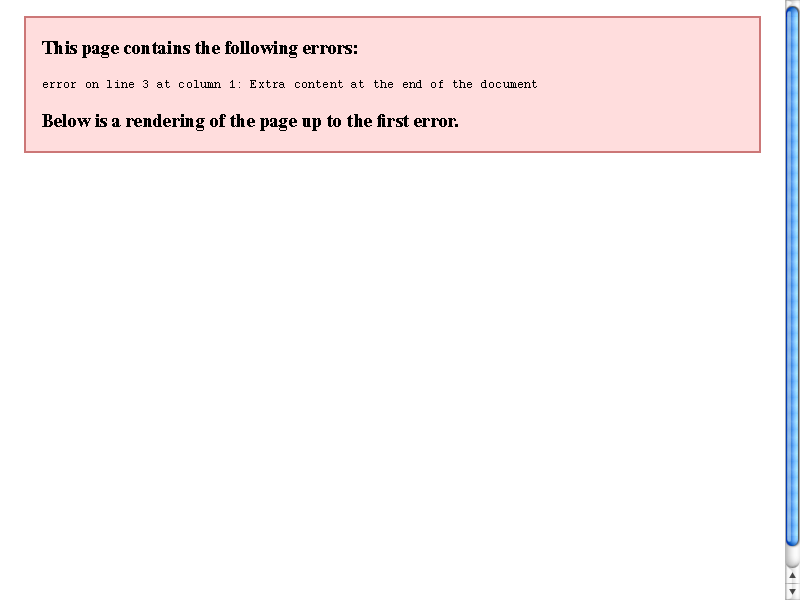 This page contains the following errors:
error on line 3 at column 1: Extra content at the end of the document
Below is a rendering of the page up to the first error.